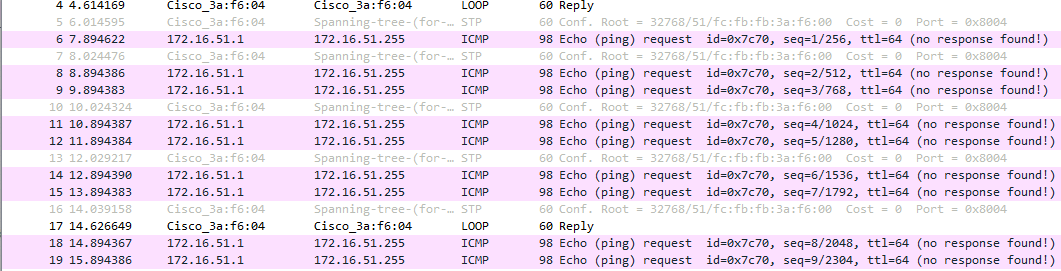 4 4.614169 Cisco_3a:f6:04 Cisco_3a:f6:04 LOOP 60 Reply
5 6.014595 Cisco_3a:f6:04 Spanning-tree-(for-… STP 60 Conf. Root = 32768/51/fc:fb:fb:3a:f6:00 Cost = 0 Port = 0x8004
6 7.894622 172.16.51.1 172.16.51.255 ICMP 98 Echo (ping) request id=0x7c70, seq=1/256, ttl=64 (no response found!)
7 8.024476 Cisco_3a:f6:04 Spanning-tree-(for-… STP 60 Conf. Root = 32768/51/fc:fb:fb:3a:f6:00 Cost = 0 Port = 0x8004
8 8.894386 172.16.51.1 172.16.51.255 ICMP 98 Echo (ping) request id=0x7c70, seq=2/512, ttl=64 (no response found!)
9 9.894383 172.16.51.1 172.16.51.255 ICMP 98 Echo (ping) request id=0x7c70, seq=3/768, ttl=64 (no response found!)
10 10.024324 Cisco_3a:f6:04 Spanning-tree-(for-… STP 60 Conf. Root = 32768/51/fc:fb:fb:3a:f6:00 Cost = 0 Port = 0x8004
11 10.894387 172.16.51.1 172.16.51.255 ICMP 98 Echo (ping) request id=0x7c70, seq=4/1024, ttl=64 (no response found!)
12 11.894384 172.16.51.1 172.16.51.255 ICMP 98 Echo (ping) request id=0x7c70, seq=5/1280, ttl=64 (no response found!)
13 12.029217 Cisco_3a:f6:04 Spanning-tree-(for-… STP 60 Conf. Root = 32768/51/fc:fb:fb:3a:f6:00 Cost = 0 Port = 0x8004
14 12.894390 172.16.51.1 172.16.51.255 ICMP 98 Echo (ping) request id=0x7c70, seq=6/1536, ttl=64 (no response found!)
15 13.894383 172.16.51.1 172.16.51.255 ICMP 98 Echo (ping) request id=0x7c70, seq=7/1792, ttl=64 (no response found!)
16 14.039158 Cisco_3a:f6:04 Spanning-tree-(for-… STP 60 Conf. Root = 32768/51/fc:fb:fb:3a:f6:00 Cost = 0 Port = 0x8004
17 14.626649 Cisco_3a:f6:04 Cisco_3a:f6:04 LOOP 60 Reply
18 14.894367 172.16.51.1 172.16.51.255 ICMP 98 Echo (ping) request id=0x7c70, seq=8/2048, ttl=64 (no response found!)
19 15.894386 172.16.51.1 172.16.51.255 ICMP 98 Echo (ping) request id=0x7c70, seq=9/2304, ttl=64 (no response found!)